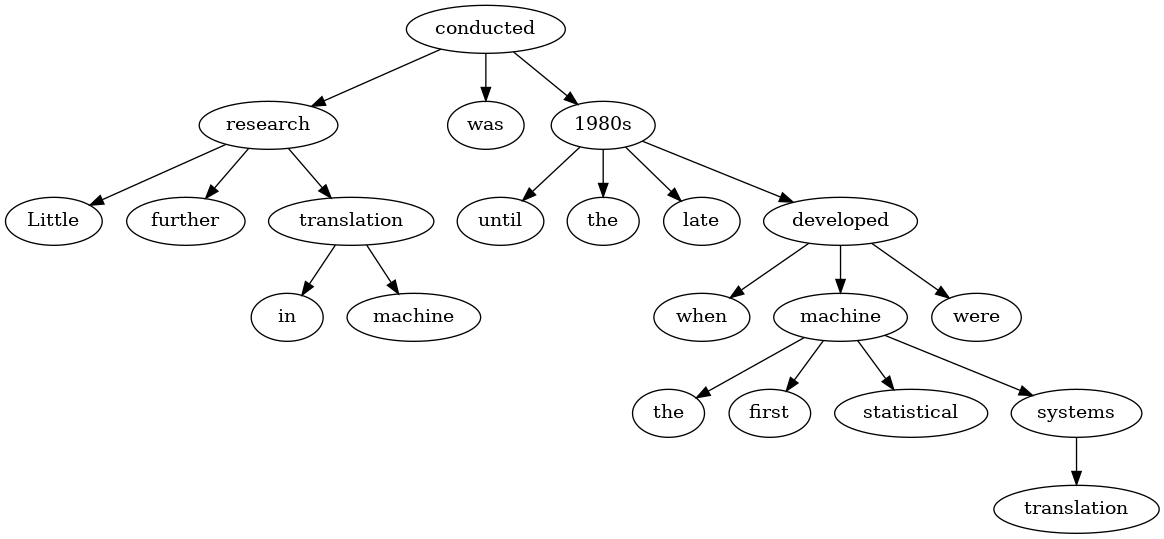 conducted
research was 1980s
Little further translation until the late developed
in machine when machine were
the first statistical systems
translation